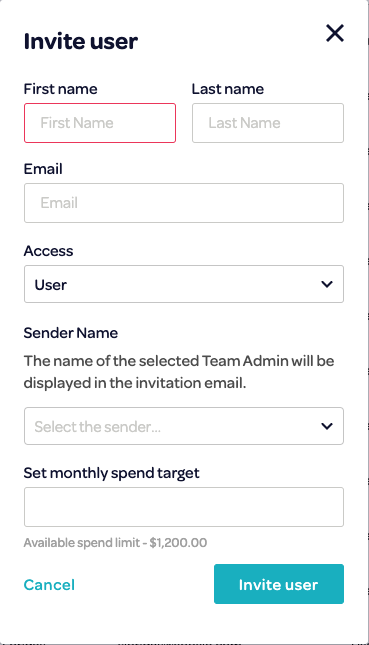 Invite user
First name
Last name
First Name
Last Name
Email
Email
Access
User
Sender Name
The name of the selected Team Admin will be
displayed in the invitation email.
Select the sender...
Set monthly spend target
Available spend limit - $1,200.00
Cancel
Invite user